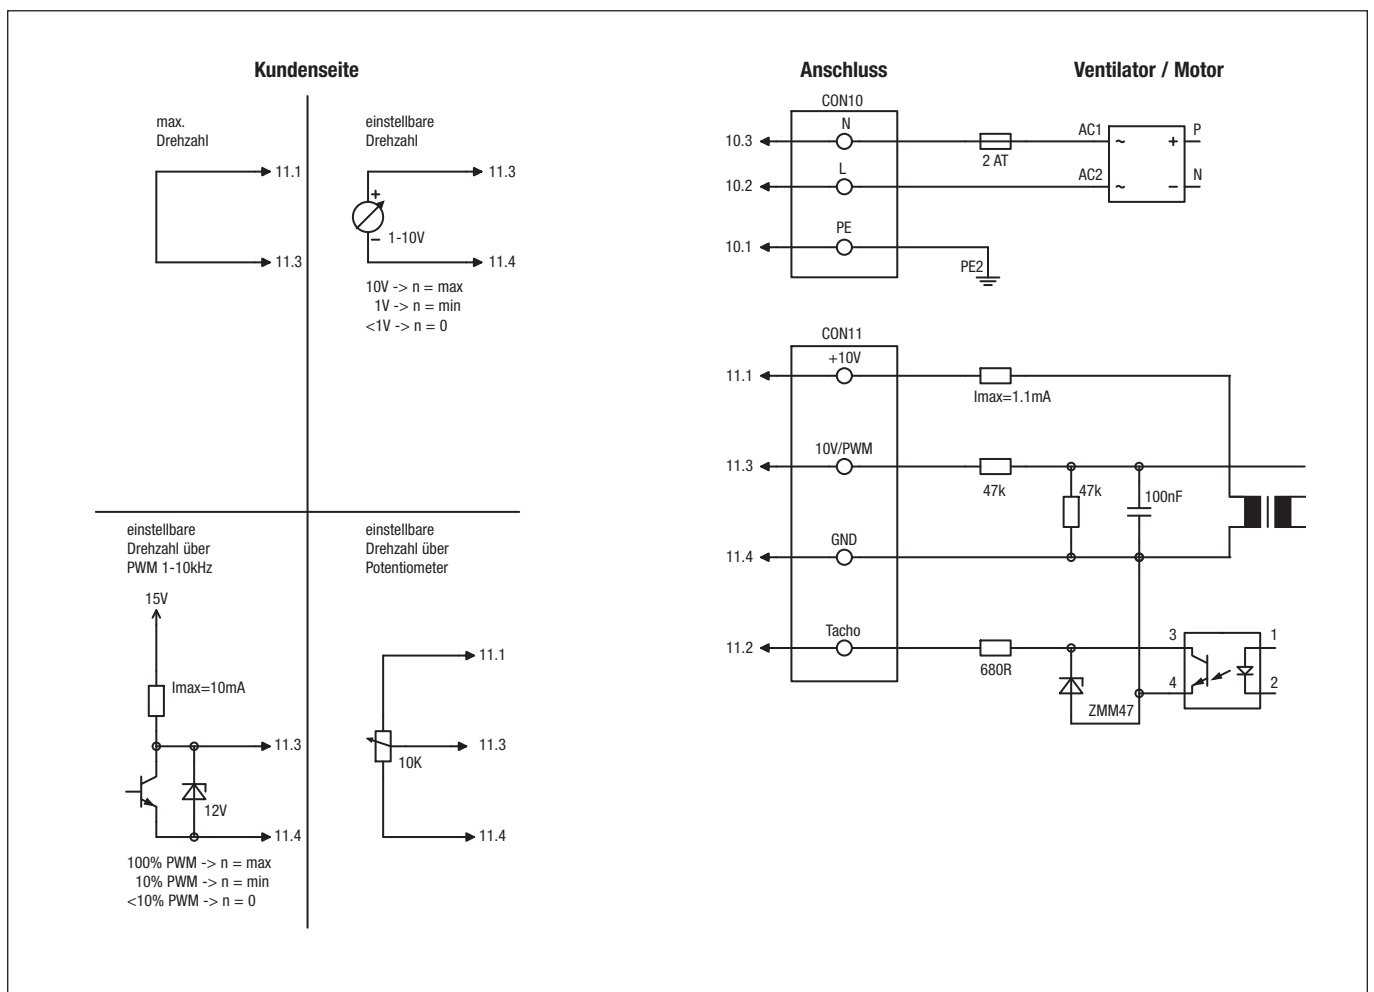 Kundenseite
max.
Drehzahl
11.1
11.3
einstellbare
Drehzahl
11.3
+
1-10V
−
11.4
10V -> n = max
1V -> n = min
<1V -> n = 0
einstellbare
Drehzahl über
PWM 1-10kHz
15V
Imax=10mA
11.3
12V
11.4
100% PWM -> n = max
10% PWM -> n = min
<10% PWM -> n = 0
einstellbare
Drehzahl über
Potentiometer
11.1
11.3
10K
11.4
Anschluss
Ventilator / Motor
CON10
10.3
N
2 AT
AC1
~
+
P
10.2
L
AC2
~
−
N
10.1
PE
PE2
CON11
+10V
11.1
Imax=1.1mA
10V/PWM
11.3
47k
47k
100nF
GND
11.4
Tacho
11.2
680R
ZMM47
3
4
1
2